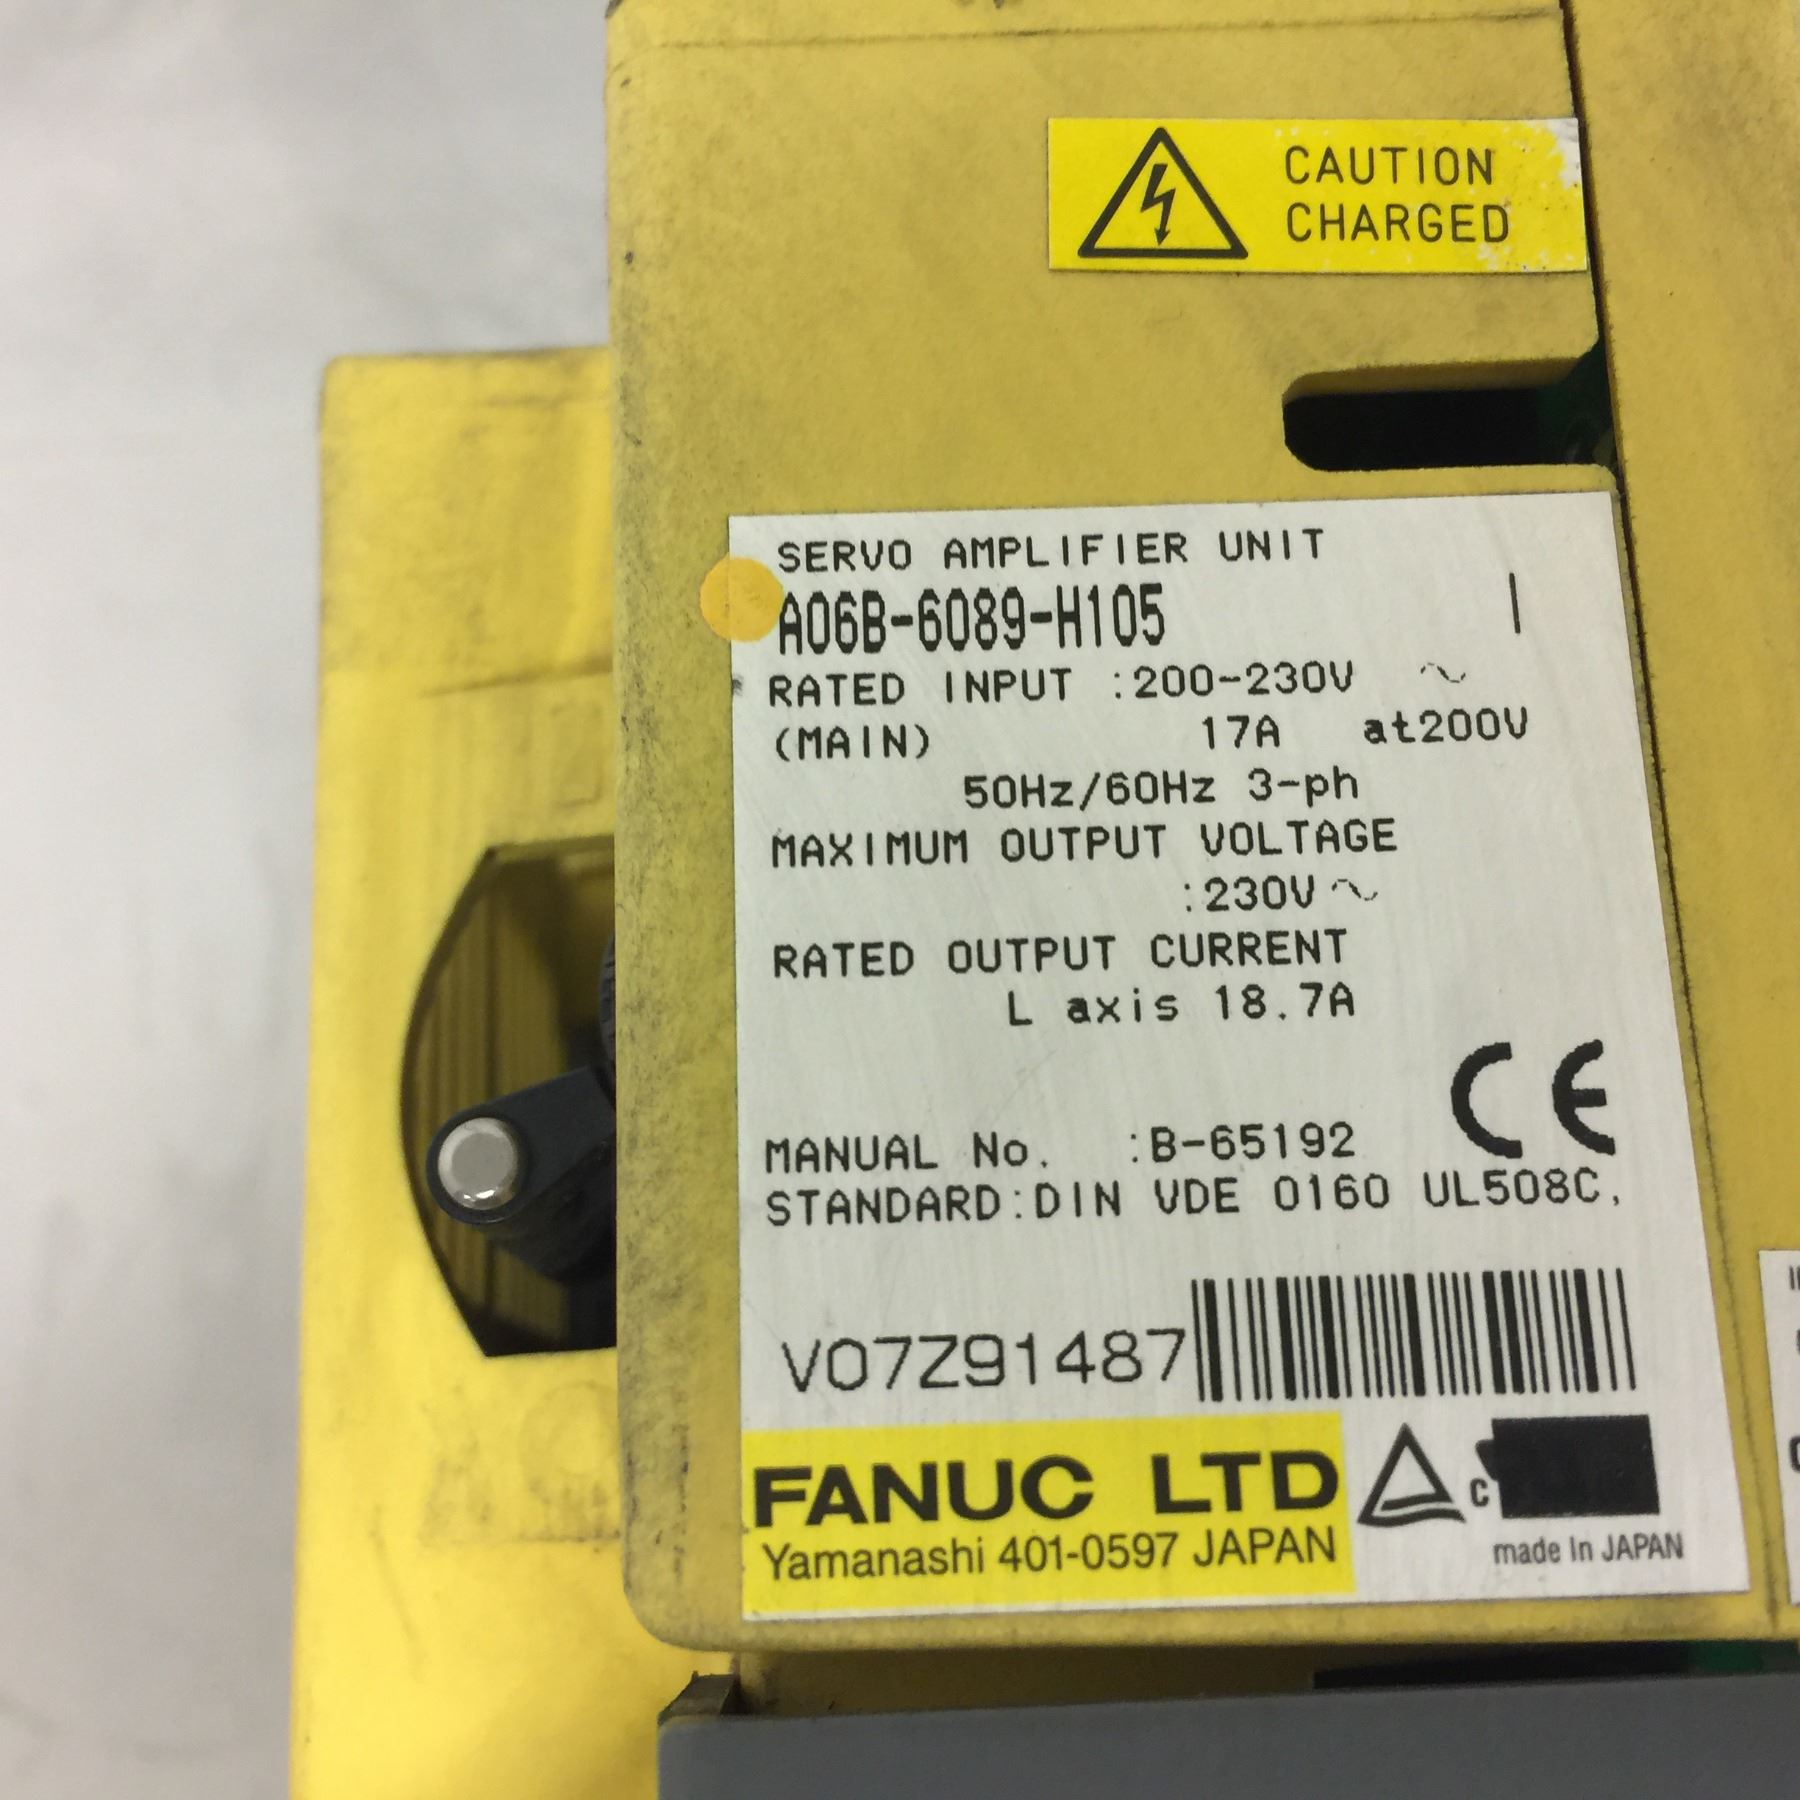 CAUTION
CHARGED
SERVO AMPLIFIER UNIT
A06B-6089-H105 I
RATED INPUT :200-230V ~
(MAIN) 17A at200V
50Hz/60Hz 3-ph
MAXIMUM OUTPUT VOLTAGE
:230V~
RATED OUTPUT CURRENT
L axis 18.7A
CE
MANUAL No. :B-65192
STANDARD:DIN VDE 0160 UL508C,
V07Z91487
FANUC LTD
Yamanashi 401-0597 JAPAN
C
made In JAPAN